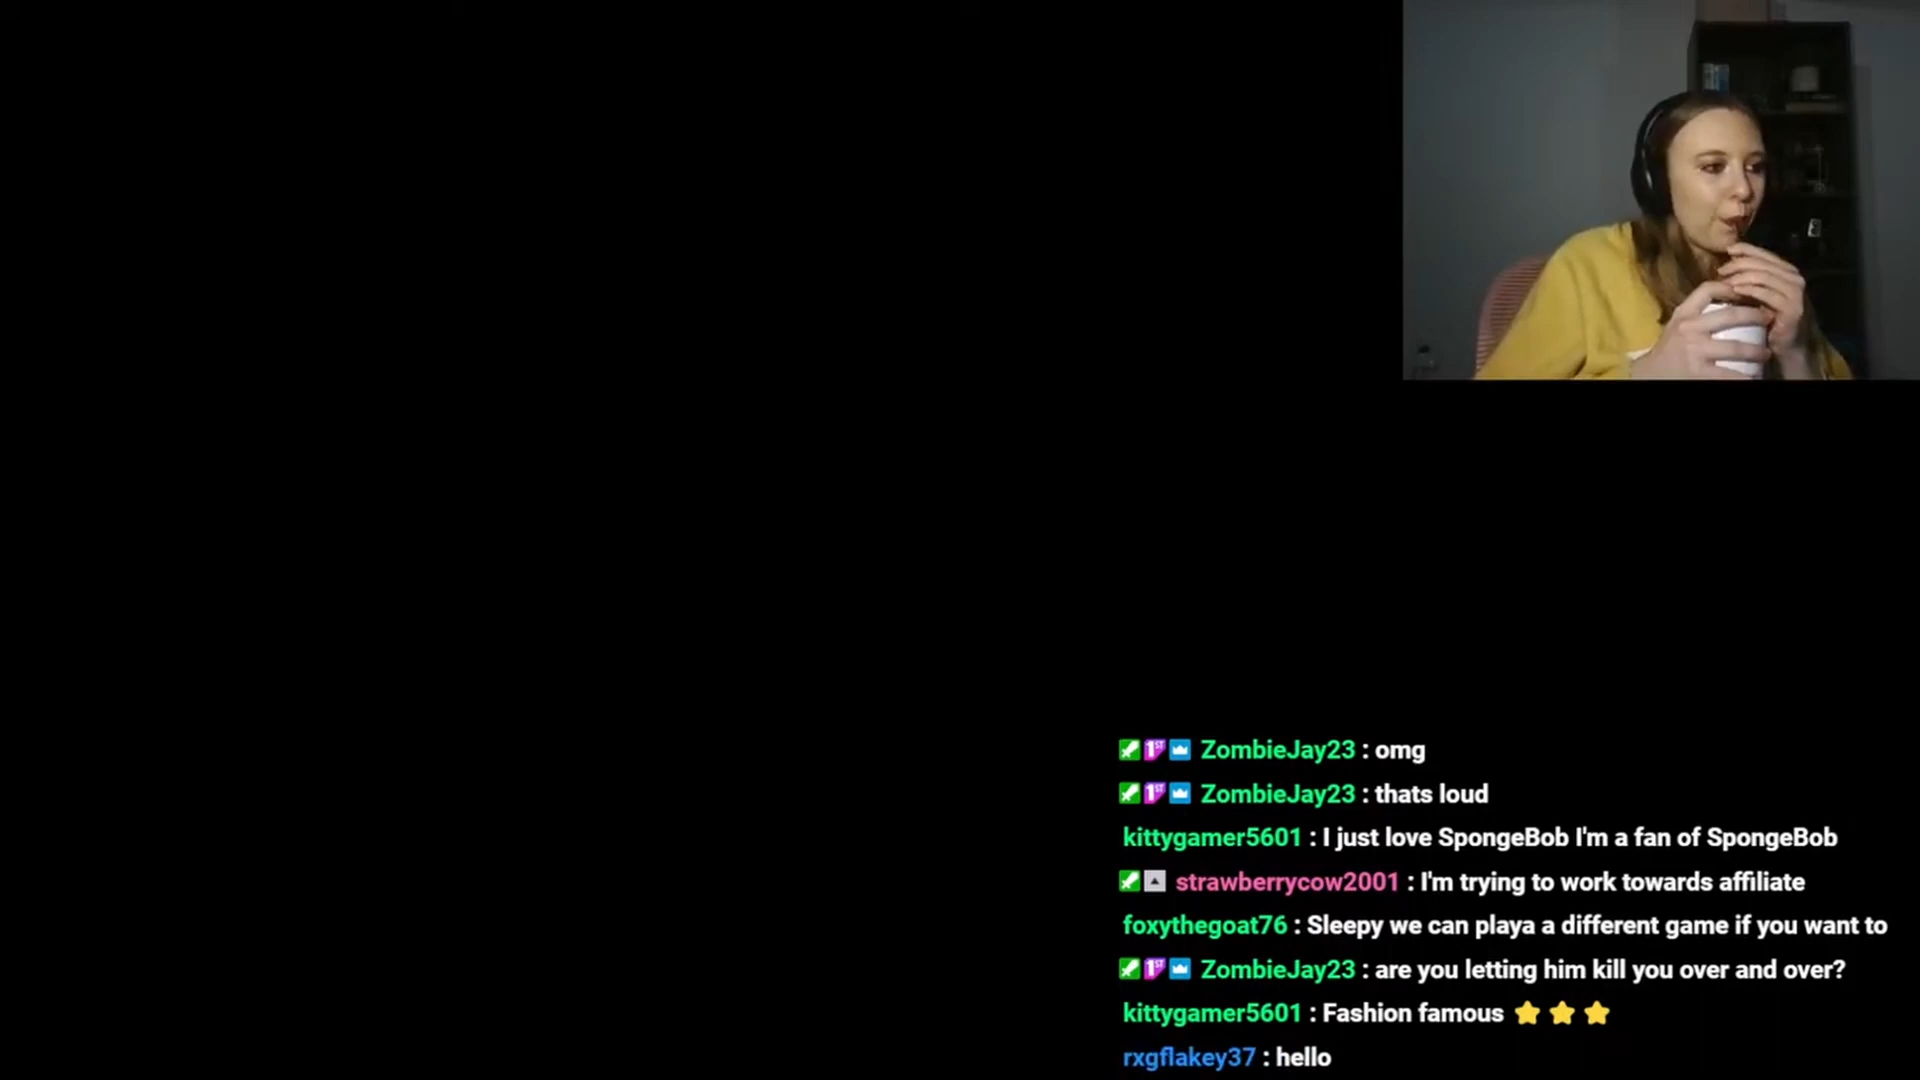 ZombieJay23 : omg
ZombieJay23 : thats loud
kittygamer5601 : I just love SpongeBob I'm a fan of SpongeBob
strawberrycow2001 : I'm trying to work towards affiliate
foxythegoat76 : Sleepy we can playa a different game if you want to
ZombieJay23 : are you letting him kill you over and over?
kittygamer5601 : Fashion famous ⭐ ⭐ ⭐
rxgflakey37 : hello